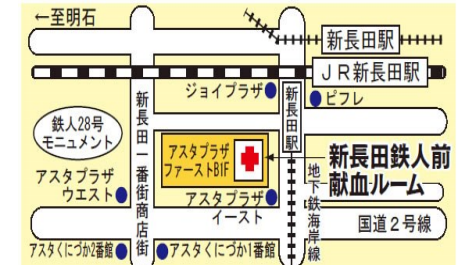 ←至明石
新長田駅
JR新長田駅
ジョイプラザ
新長田駅
ピフレ
鉄人28号
モニュメント
新長田一番街商店街
アスタプラザ
ファーストB1F
新長田鉄人前
献血ルーム
アスタプラザ
ウエスト
アスタプラザ
イースト
地下鉄海岸線
国道2号線
アスタくにづか2番館
アスタくにづか1番館